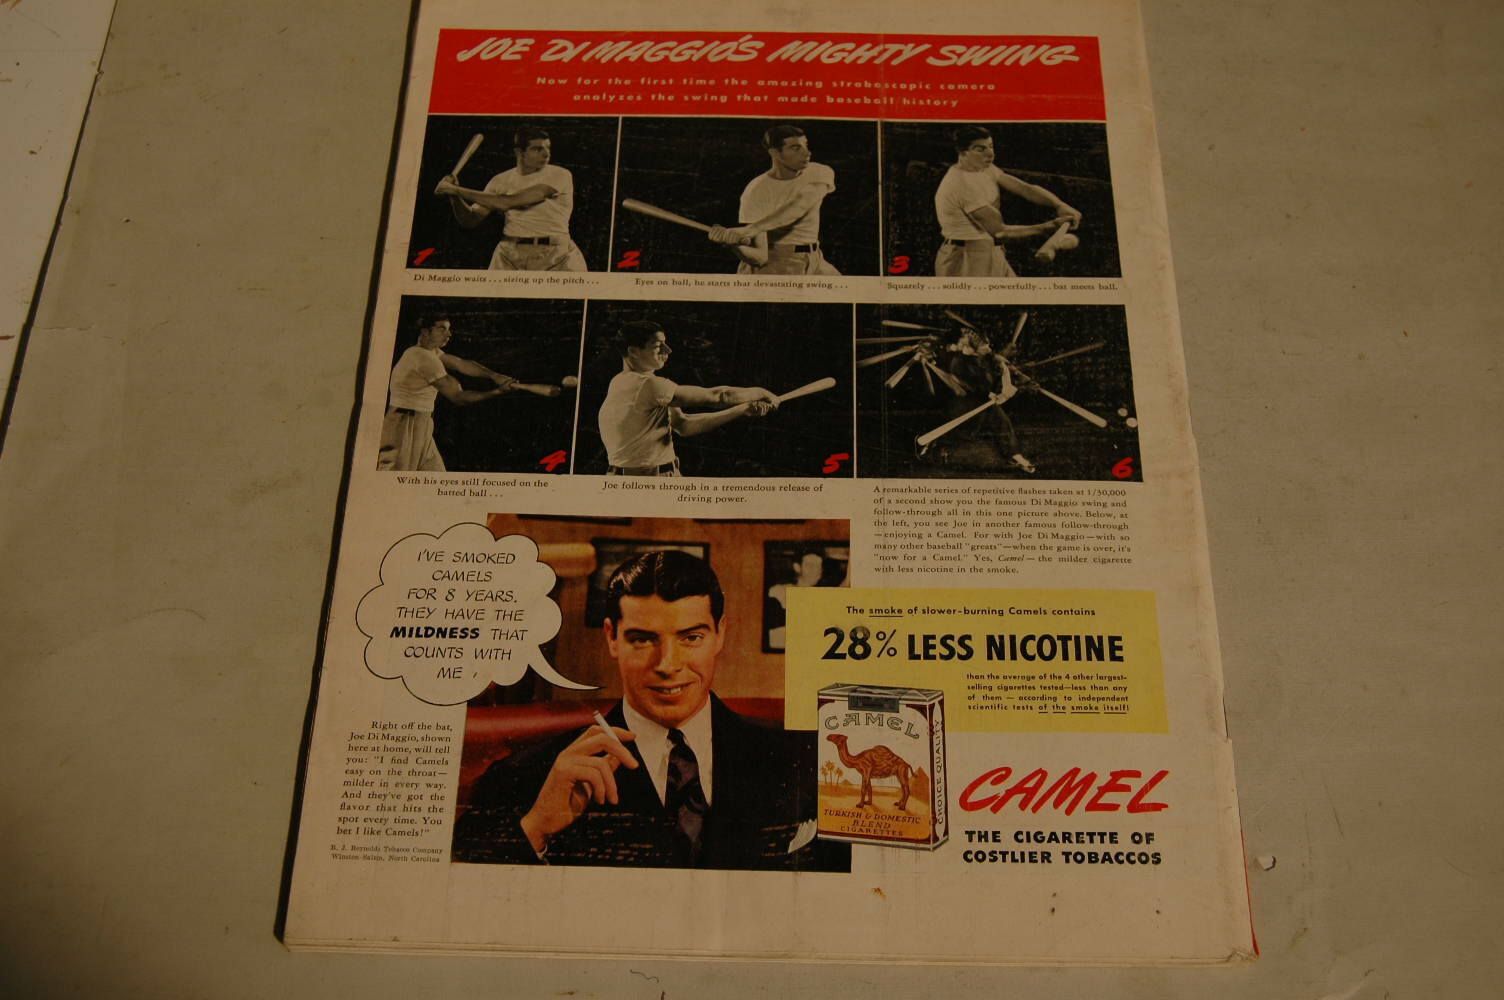 JOE DI MAGGIO'S MIGHTY SWING
Now for the first time the amazing stroboscopic camera
analyzes the swing that made baseball history
1
2
3
Di Maggio waits... sizing up the pitch...
Eyes on ball, he starts that devastating swing...
Squarely... solidly... powerfully... bat meets ball.
4
5
6
With his eyes still focused on the
batted ball...
Joe follows through in a tremendous release of
driving power.
A remarkable series of repetitive flashes taken at 1/30,000
of a second show you the famous Di Maggio swing and
follow-through all in this one picture above. Below, at
the left, you see Joe in another famous follow-through
—enjoying a Camel. For with Joe Di Maggio—with so
many other baseball "greats"—when the game is over, it's
"now for a Camel." Yes, Camel—the milder cigarette
with less nicotine in the smoke.
I'VE SMOKED
CAMELS
FOR 8 YEARS.
THEY HAVE THE
MILDNESS THAT
COUNTS WITH
ME
Right off the bat,
Joe Di Maggio, shown
here at home, will tell
you: "I find Camels
easy on the throat—
milder in every way.
And they've got the
flavor that hits the
spot every time. You
bet I like Camels!"
R. J. Reynolds Tobacco Company
Winston-Salem, North Carolina
The smoke of slower-burning Camels contains
28% LESS NICOTINE
than the average of the 4 other largest-
selling cigarettes tested—less than any
of them — according to independent
scientific tests of the smoke itself!
CAMEL
TURKISH & DOMESTIC
BLEND
CIGARETTES
CHOICE QUALITY
CAMEL
THE CIGARETTE OF
COSTLIER TOBACCOS